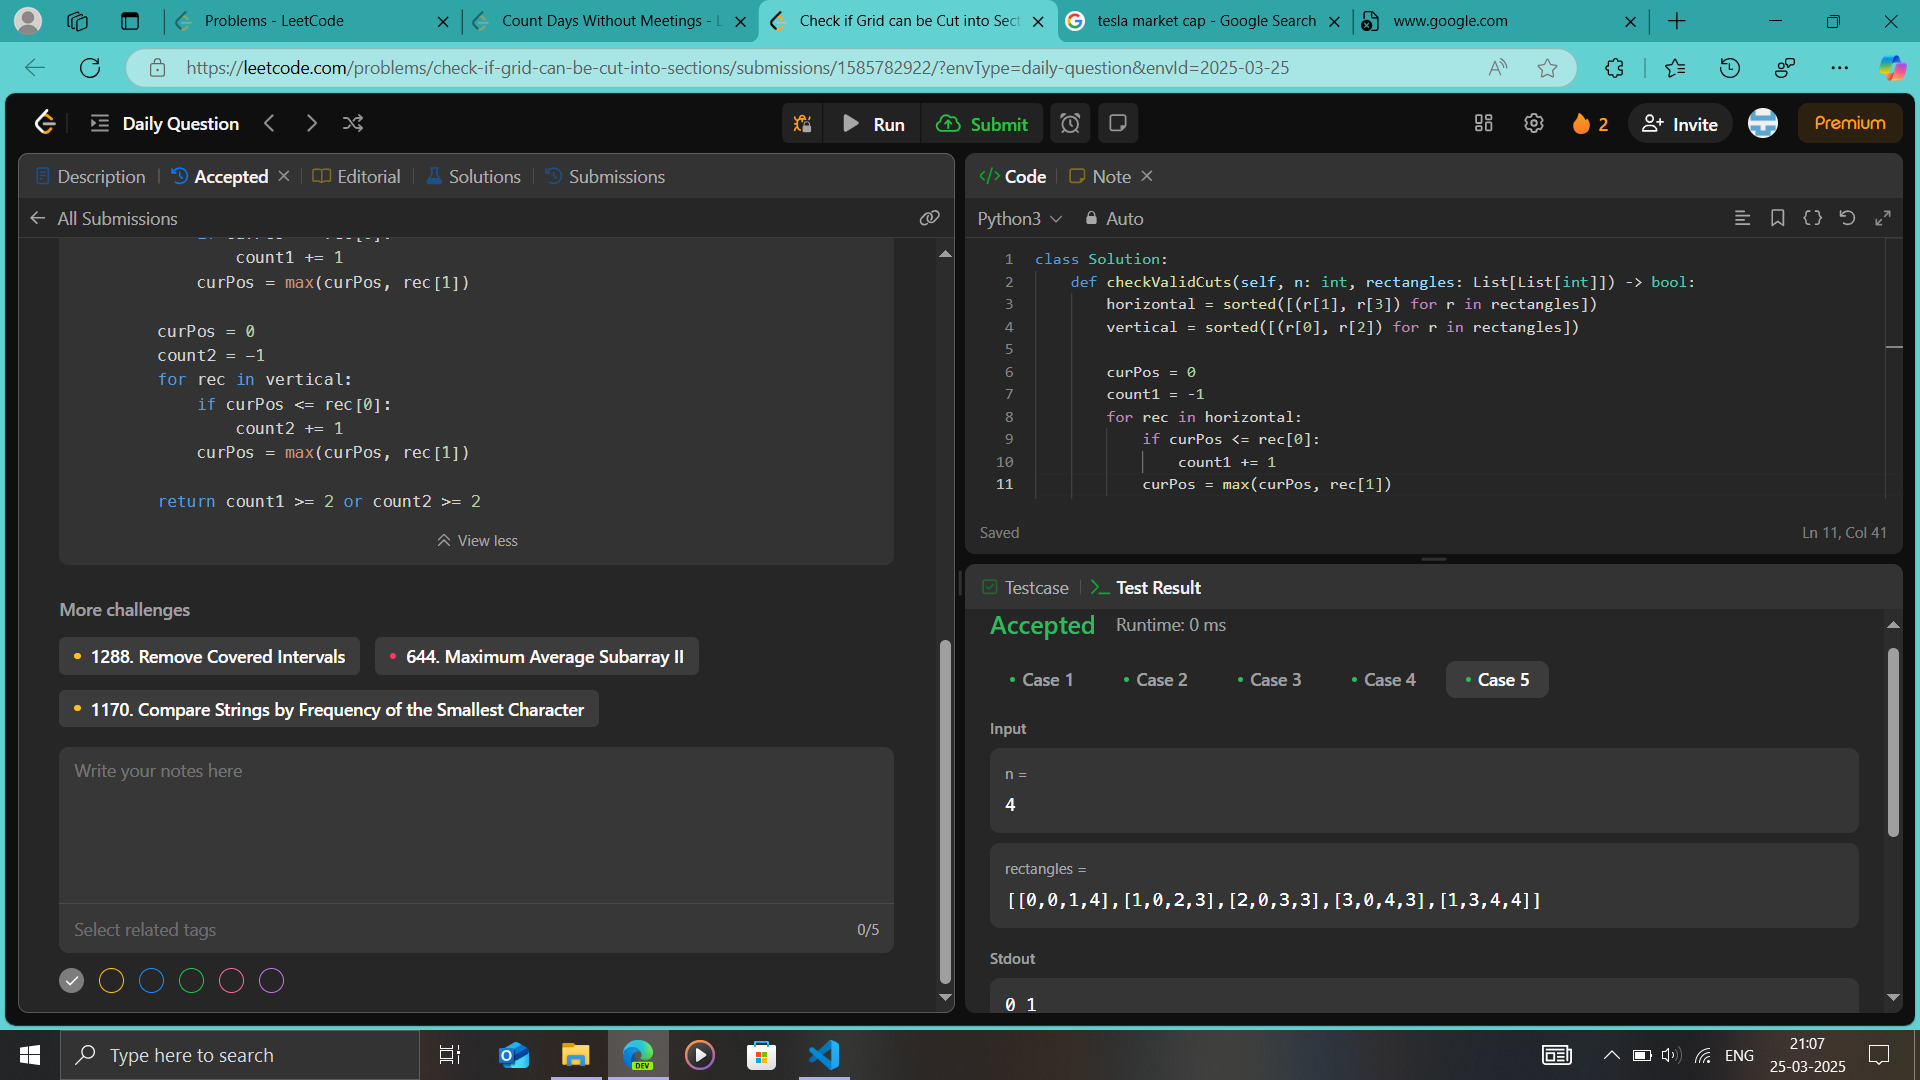 Problems - LeetCode
Count Days Without Meetings - L
Check if Grid can be Cut into Sect
tesla market cap - Google Search
www.google.com
https://leetcode.com/problems/check-if-grid-can-be-cut-into-sections/submissions/1585782922/?envType=daily-question&envId=2025-03-25
Daily Question
Run
Submit
2
Invite
Premium
Description
Accepted
Editorial
Solutions
Submissions
All Submissions
count1 += 1
curPos = max(curPos, rec[1])
curPos = 0
count2 = -1
for rec in vertical:
if curPos <= rec[0]:
count2 += 1
curPos = max(curPos, rec[1])
return count1 >= 2 or count2 >= 2
View less
More challenges
1288. Remove Covered Intervals
644. Maximum Average Subarray II
1170. Compare Strings by Frequency of the Smallest Character
Write your notes here
Select related tags
0/5
Code
Note
Python3
Auto
1 class Solution:
2 def checkValidCuts(self, n: int, rectangles: List[List[int]]) -> bool:
3 horizontal = sorted([(r[1], r[3]) for r in rectangles])
4 vertical = sorted([(r[0], r[2]) for r in rectangles])
5
6 curPos = 0
7 count1 = -1
8 for rec in horizontal:
9 if curPos <= rec[0]:
10 count1 += 1
11 curPos = max(curPos, rec[1])
Saved
Ln 11, Col 41
Testcase
Test Result
Accepted
Runtime: 0 ms
Case 1
Case 2
Case 3
Case 4
Case 5
Input
n =
4
rectangles =
[[0,0,1,4],[1,0,2,3],[2,0,3,3],[3,0,4,3],[1,3,4,4]]
Stdout
0 1
Type here to search
DEV
ENG
21:07
25-03-2025